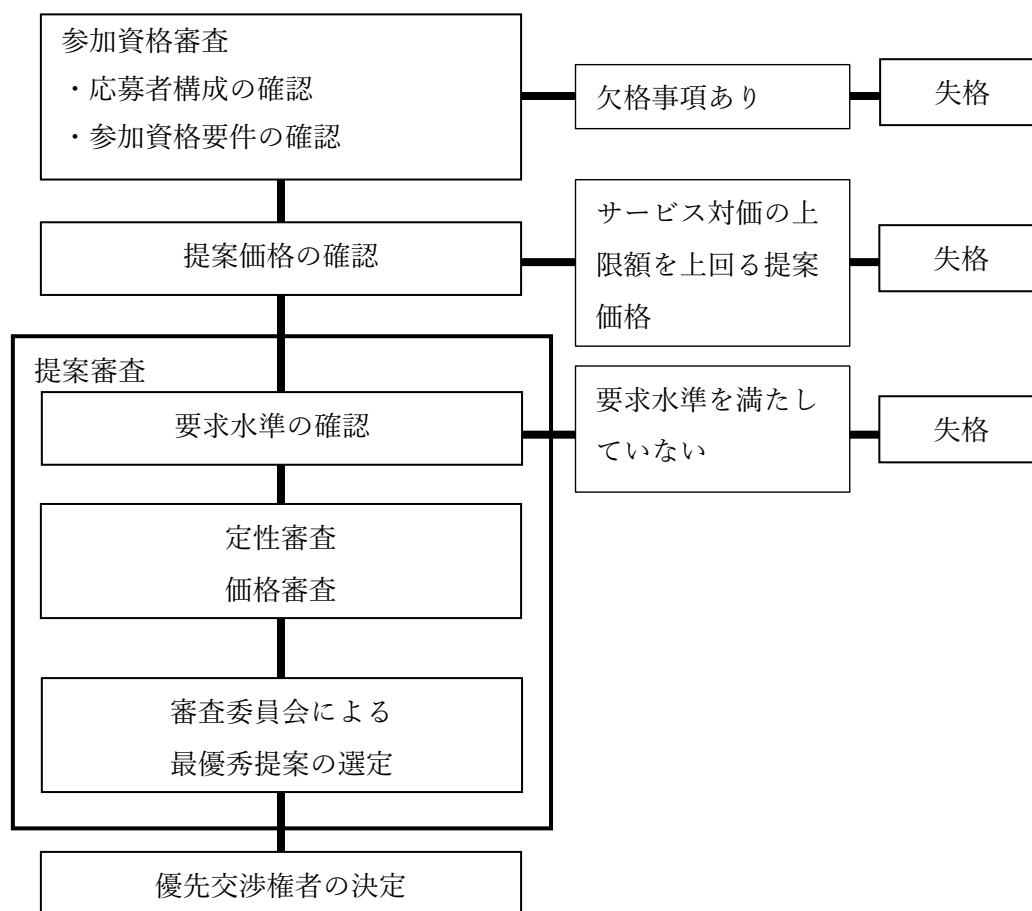 参加資格審査
・応募者構成の確認
・参加資格要件の確認
欠格事項あり
失格
提案価格の確認
サービス対価の上
限額を上回る提案
価格
失格
提案審査
要求水準の確認
要求水準を満たし
ていない
失格
定性審査
価格審査
審査委員会による
最優秀提案の選定
優先交渉権者の決定